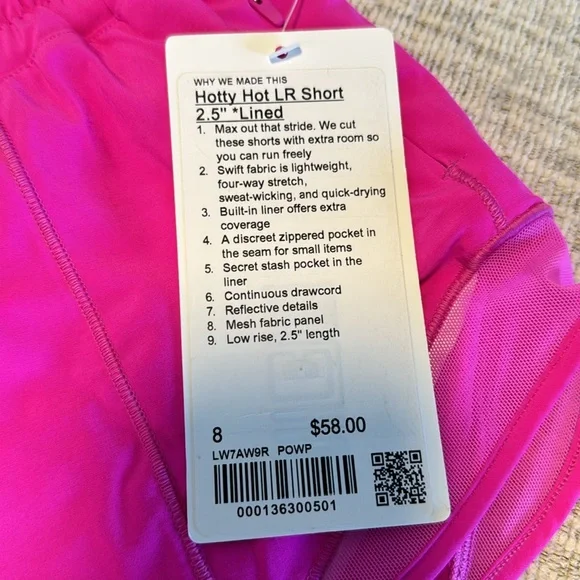 WHY WE MADE THIS
Hotty Hot LR Short
2.5" *Lined
1. Max out that stride. We cut
these shorts with extra room so
you can run freely
2. Swift fabric is lightweight,
four-way stretch,
sweat-wicking, and quick-drying
3. Built-in liner offers extra
coverage
4. A discreet zippered pocket in
the seam for small items
5. Secret stash pocket in the
liner
6. Continuous drawcord
7. Reflective details
8. Mesh fabric panel
9. Low rise, 2.5" length
8 $58.00
LW7AW9R POWP
000136300501